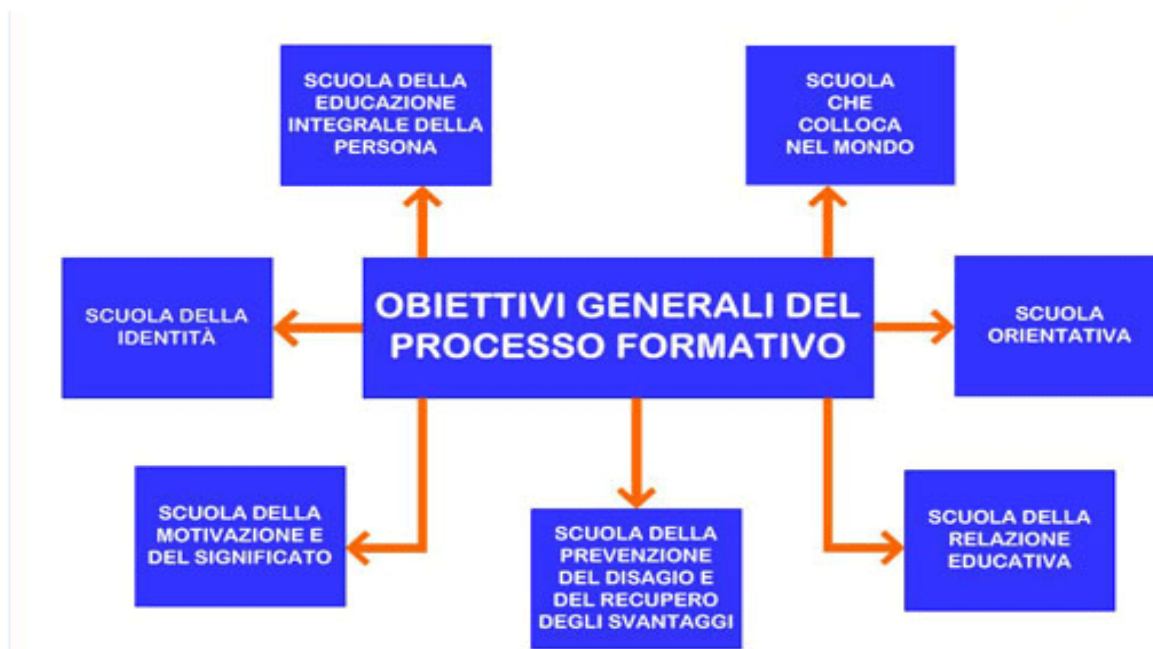 SCUOLA DELLA
EDUCAZIONE
INTEGRALE DELLA
PERSONA
SCUOLA
CHE
COLLOCA
NEL MONDO
SCUOLA DELLA
IDENTITÀ
OBIETTIVI GENERALI DEL
PROCESSO FORMATIVO
SCUOLA
ORIENTATIVA
SCUOLA DELLA
MOTIVAZIONE E
DEL SIGNIFICATO
SCUOLA DELLA
PREVENZIONE
DEL DISAGIO E
DEL RECUPERO
DEGLI SVANTAGGI
SCUOLA DELLA
RELAZIONE
EDUCATIVA